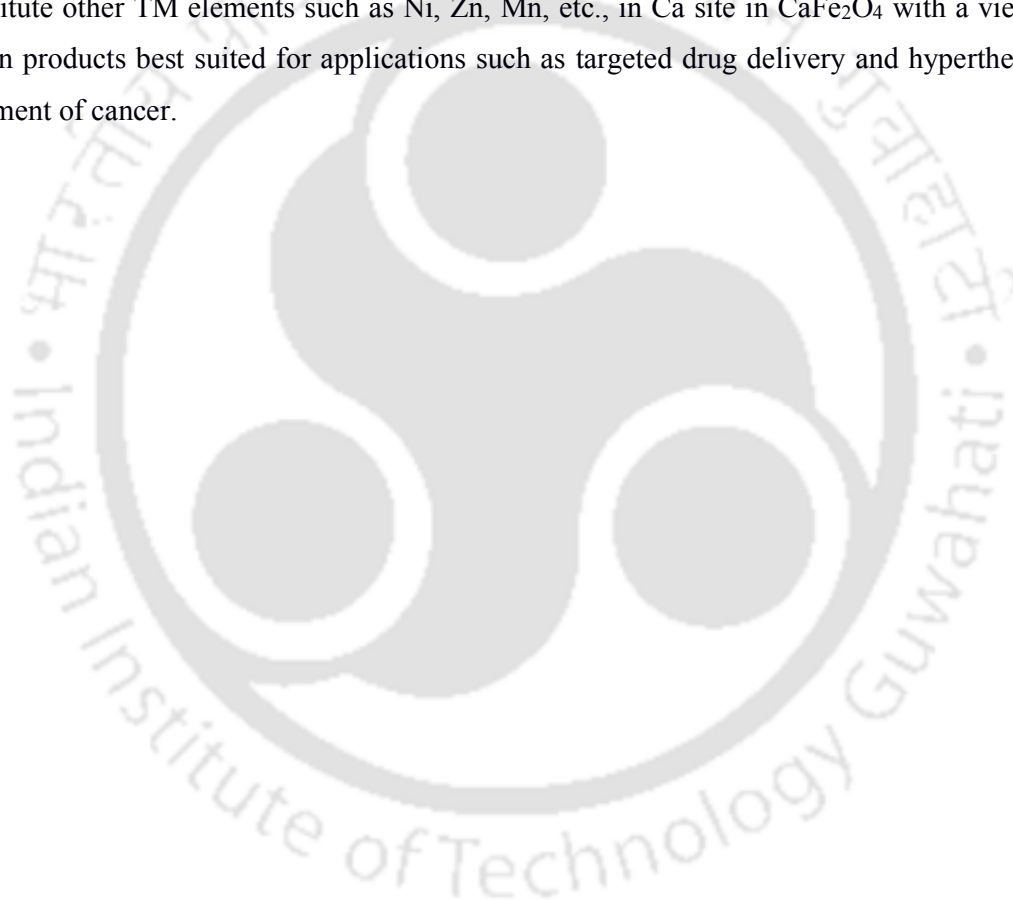 titute other TM elements such as Ni, Zn, Mn, etc., in Ca site in CaFe₂O₄ with a vie
n products best suited for applications such as targeted drug delivery and hyperthe
ment of cancer.
Indian Institute of Technology Guwahati